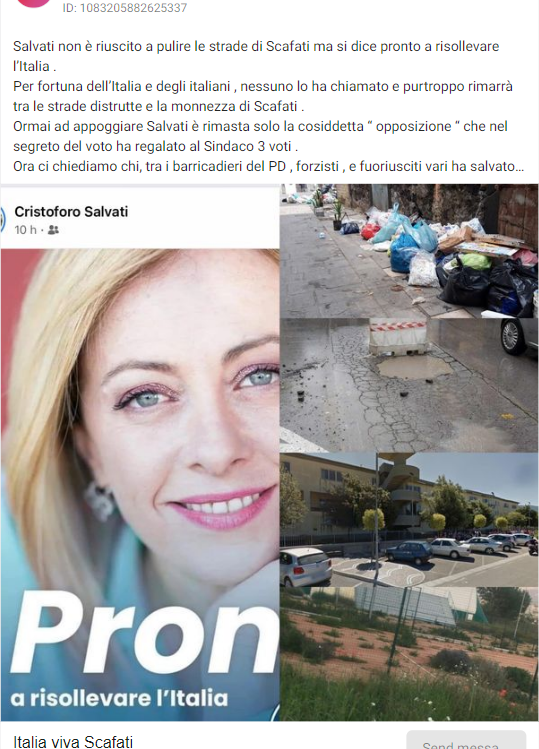 ID: 1083205882625337
Salvati non è riuscito a pulire le strade di Scafati ma si dice pronto a risollevare
l'Italia .
Per fortuna dell'Italia e degli italiani , nessuno lo ha chiamato e purtroppo rimarrà
tra le strade distrutte e la monnezza di Scafati .
Ormai ad appoggiare Salvati è rimasta solo la cosiddetta “ opposizione “ che nel
segreto del voto ha regalato al Sindaco 3 voti .
Ora ci chiediamo chi, tra i barricadieri del PD , forzisti , e fuoriusciti vari ha salvato...
Cristoforo Salvati
10 h ·
Pron
a risollevare l'Italia
Italia viva Scafati
Send messa